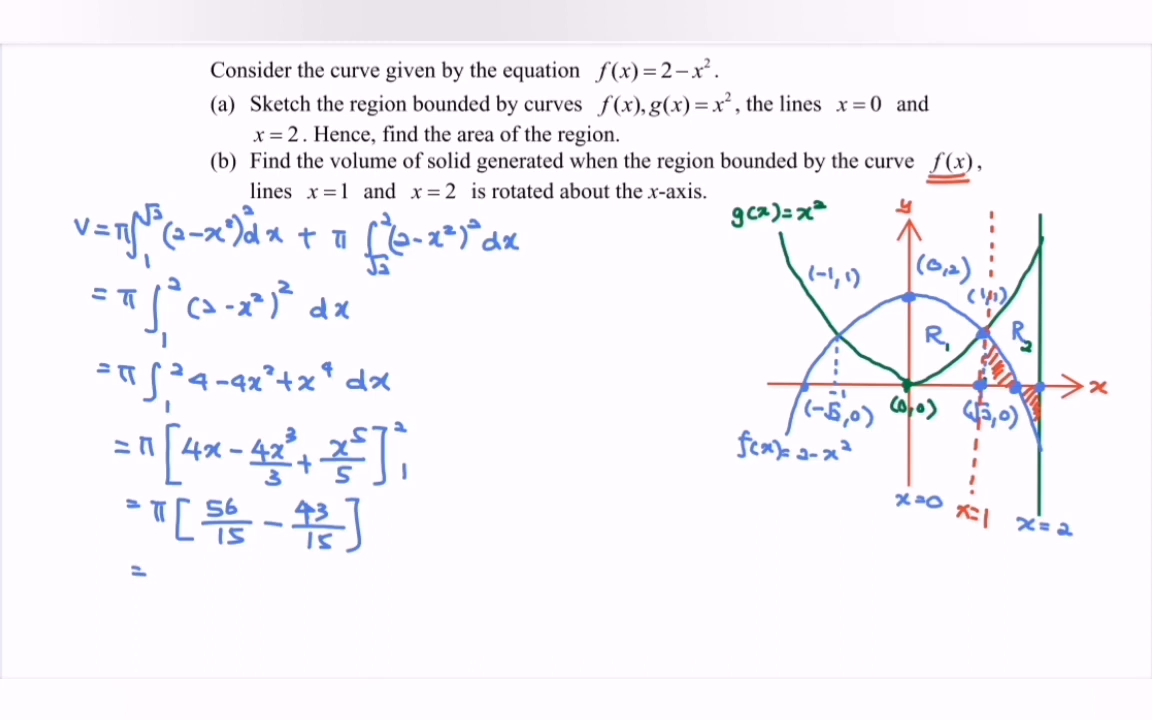 Consider the curve given by the equation f(x)=2−x².
(a) Sketch the region bounded by curves f(x), g(x)=x², the lines x=0 and
x=2. Hence, find the area of the region.
(b) Find the volume of solid generated when the region bounded by the curve f(x),
lines x=1 and x=2 is rotated about the x-axis.
V=π∫₁^√2 (2-x²)² dx + π ∫_√2^2 (2-x²)² dx
= π ∫₁² (2-x²)² dx
= π ∫₁² 4-4x²+x⁴ dx
= π [4x - 4x³/3 + x⁵/5]₁²
= π [56/15 - 43/15]
=
g(x)=x²
y
(-1,1)
(0,2)
(1,1)
R₁
R₂
x
(-√2,0)
-1
(0,0)
(√2,0)
f(x)=2-x²
x=0
x=1
x=2